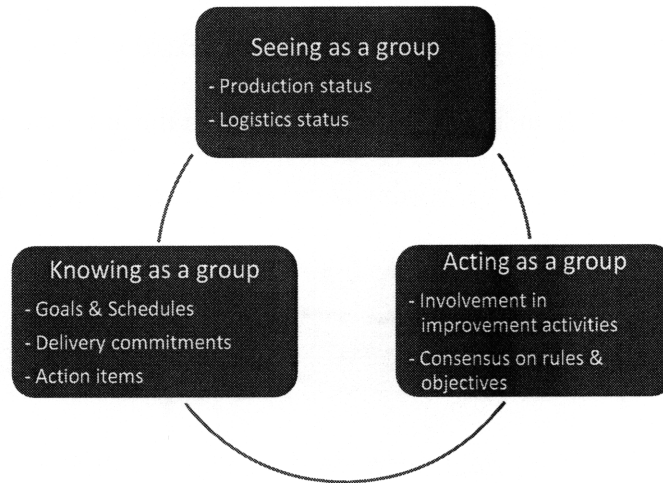 Seeing as a group
- Production status
- Logistics status
Knowing as a group
- Goals & Schedules
- Delivery commitments
- Action items
Acting as a group
- Involvement in
improvement activities
- Consensus on rules &
objectives